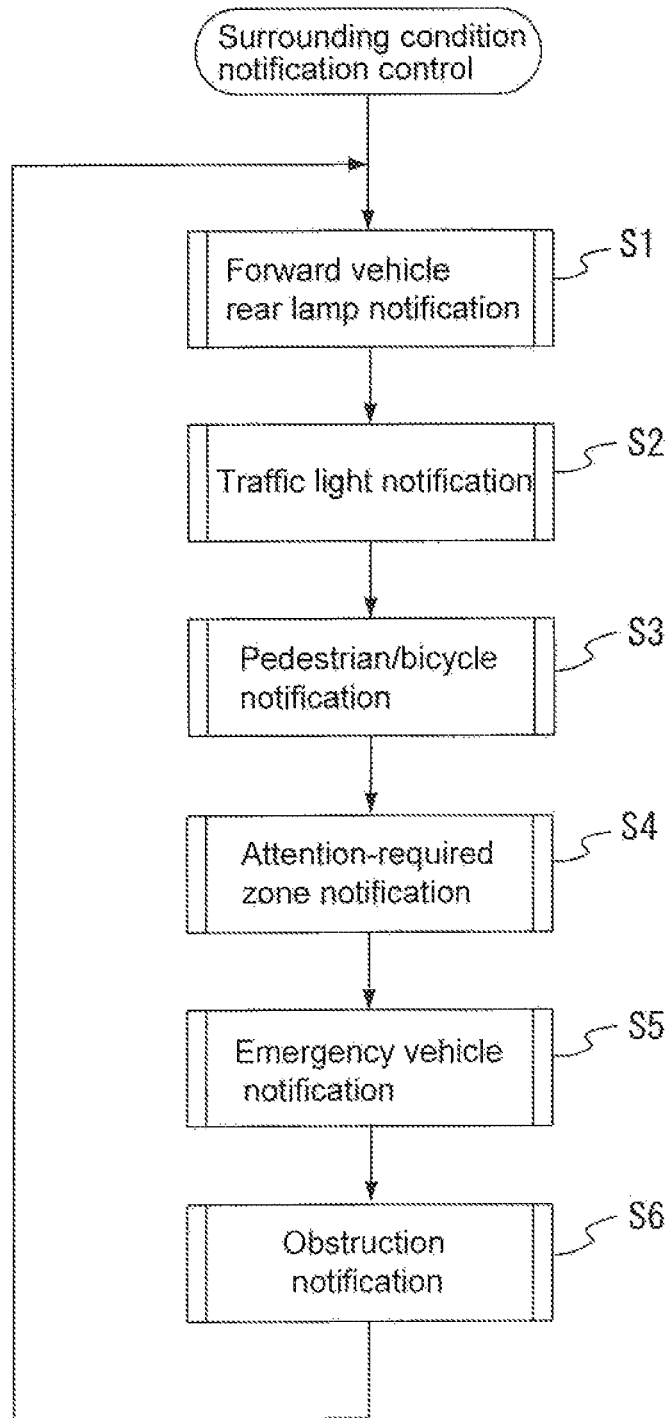 Surrounding condition
notification control
S1
Forward vehicle
rear lamp notification
S2
Traffic light notification
S3
Pedestrian/bicycle
notification
S4
Attention-required
zone notification
S5
Emergency vehicle
notification
S6
Obstruction
notification